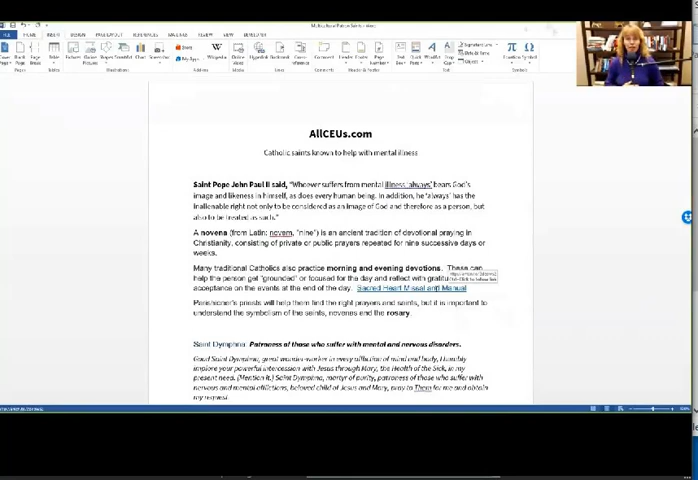 FILE HOME INSERT DESIGN PAGE LAYOUT REFERENCES MAILINGS REVIEW VIEW
AllCEUs.com
Catholic saints known to help with mental illness
Saint Pope John Paul II said, "Whoever suffers from mental illness 'always' bears God's
image and likeness in himself, as does every human being. In addition, he 'always' has the
inalienable right not only to be considered as an image of God and therefore as a person, but
also to be treated as such."
A novena (from Latin: novem, "nine") is an ancient tradition of devotional praying in
Christianity, consisting of private or public prayers repeated for nine successive days or
weeks.
Many traditional Catholics also practice morning and evening devotions. These can
help the person get "grounded" or focused for the day and reflect with
acceptance on the events at the end of the day. Sacred Heart Missal and Manual
Parishioner's priests will help them find the right prayers and saints, but it is important to
understand the symbolism of the saints, novenas and the rosary.
Saint Dymphna: Patroness of those who suffer with mental and nervous disorders.
Good Saint Dymphna, great wonder-worker in every affliction of mind and body, I humbly
implore your powerful intercession with Jesus through Mary, the Health of the Sick, in my
present need. (Mention it.) Saint Dymphna, martyr of purity, patroness of those who suffer with
nervous and mental afflictions, beloved child of Jesus and Mary, pray to Them for me and obtain
my request.